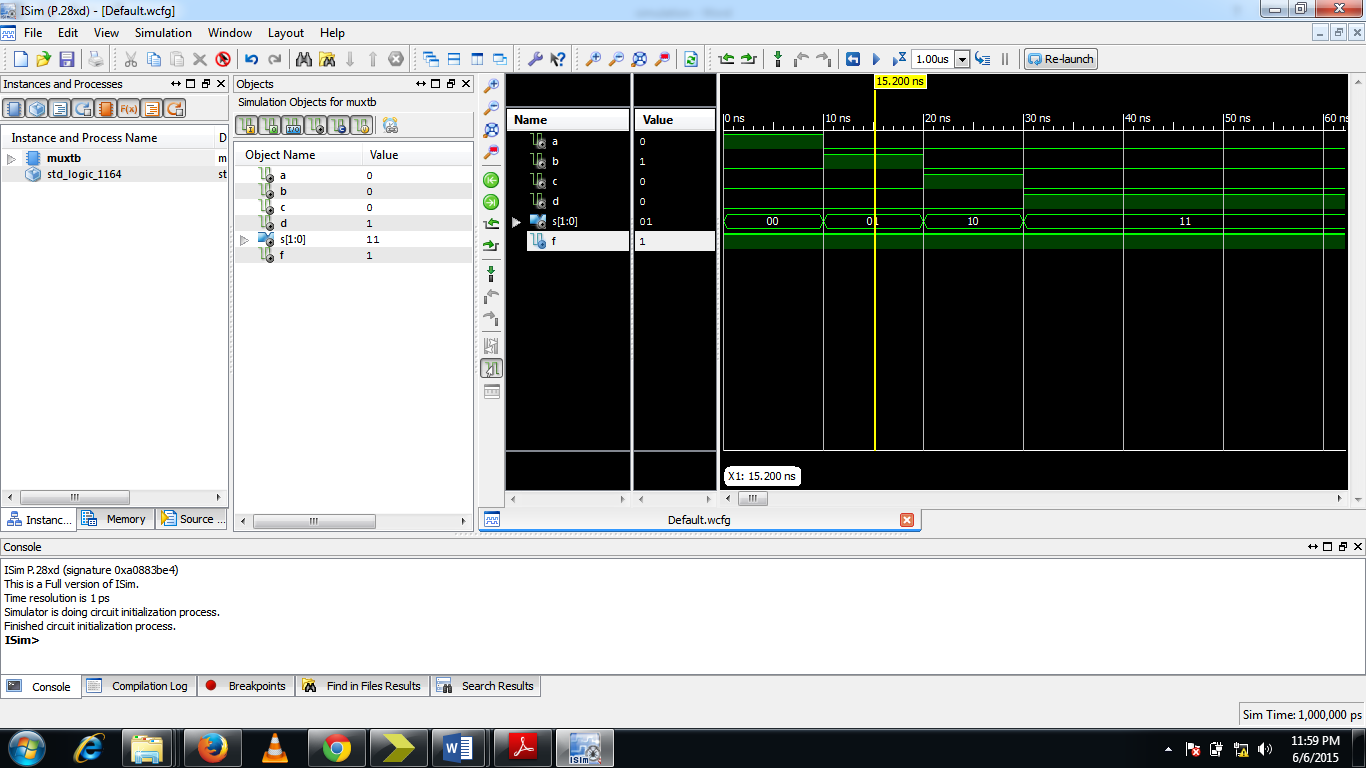 ISim (P.28xd) - [Default.wcfg]
File Edit View Simulation Window Layout Help
1.00us Re-launch
Instances and Processes
Instance and Process Name D
muxtb m
std_logic_1164 st
Instanc... Memory Source ...
Objects
Simulation Objects for muxtb
Object Name Value
a 0
b 0
c 0
d 1
s[1:0] 11
f 1
Name Value
a 0
b 1
c 0
d 0
s[1:0] 01
f 1
15.200 ns
0 ns 10 ns 20 ns 30 ns 40 ns 50 ns 60 ns
00 01 10 11
X1: 15.200 ns
Default.wcfg
Console
ISim P.28xd (signature 0xa0883be4)
This is a Full version of ISim.
Time resolution is 1 ps
Simulator is doing circuit initialization process.
Finished circuit initialization process.
ISim>
Console Compilation Log Breakpoints Find in Files Results Search Results
Sim Time: 1,000,000 ps
ISim
11:59 PM
6/6/2015